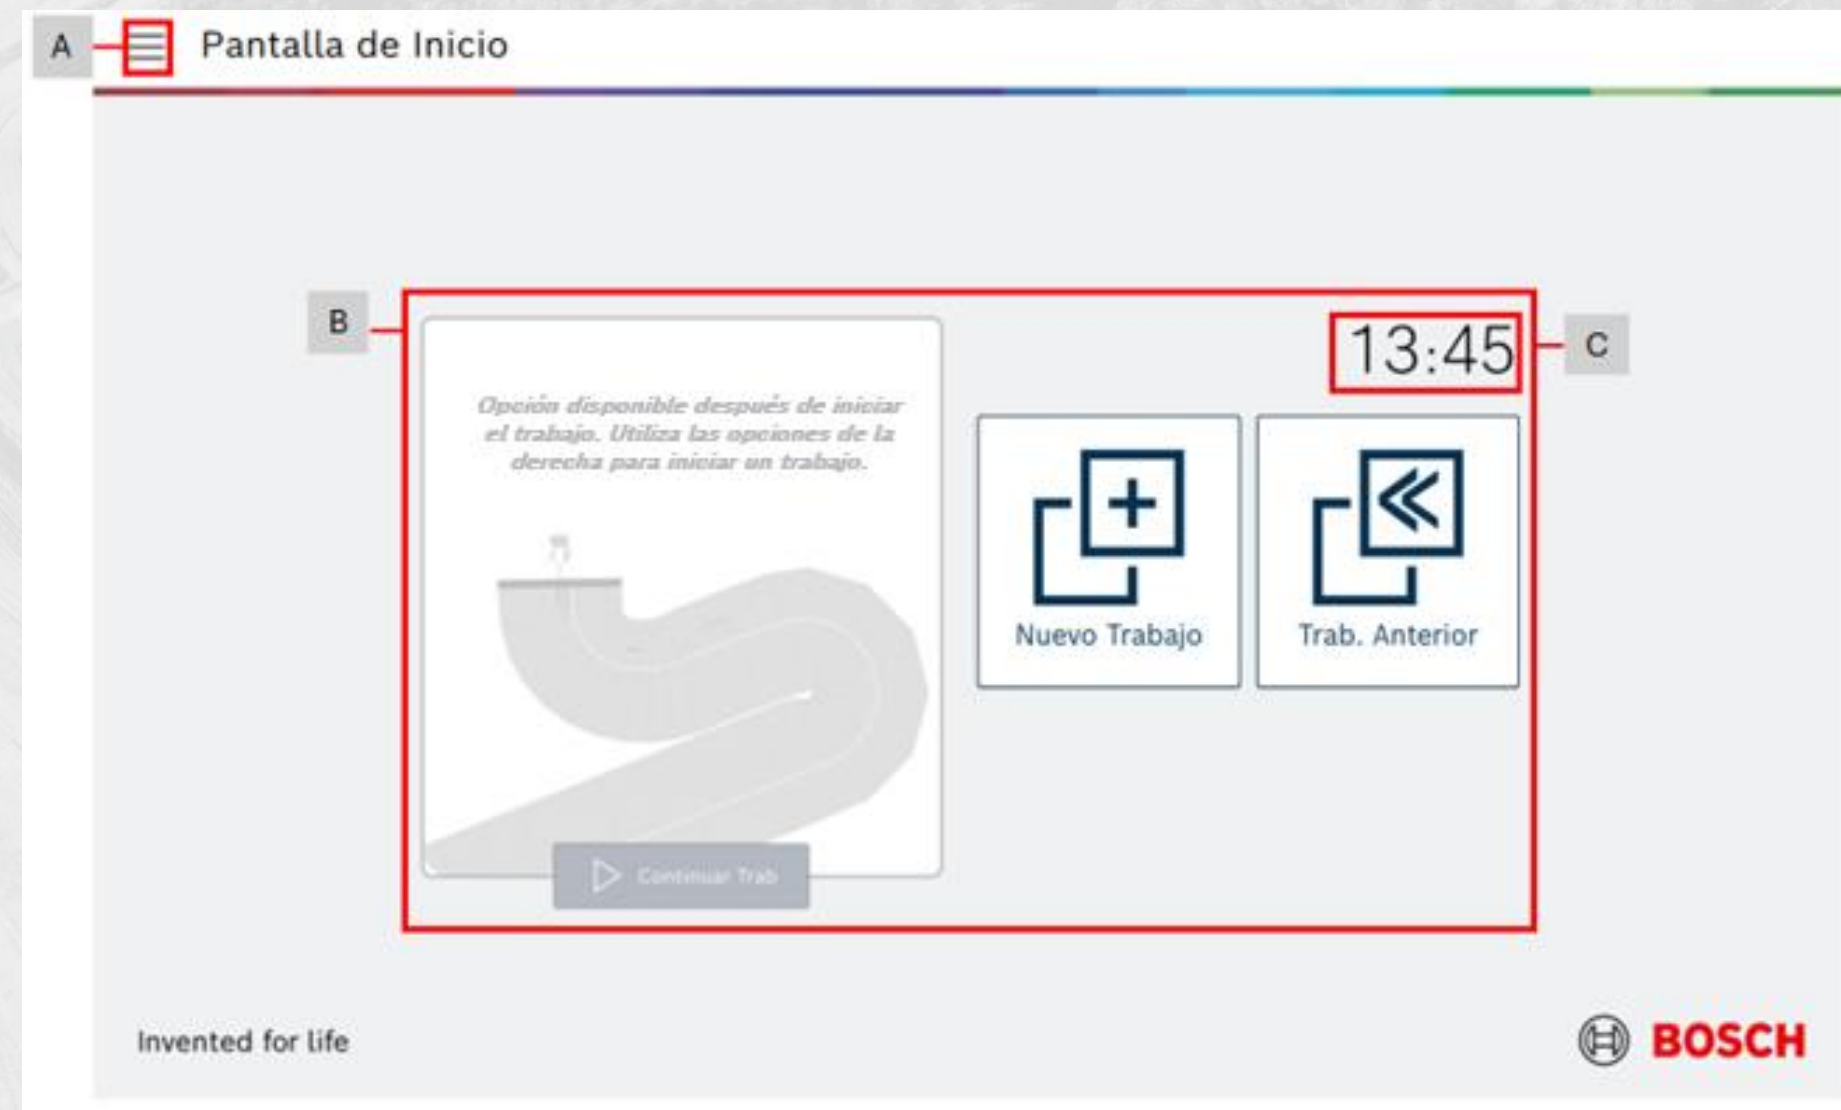 A
Pantalla de Inicio
B
13:45
C
Opción disponible después de iniciar
el trabajo. Utiliza las opciones de la
derecha para iniciar un trabajo.
Nuevo Trabajo
Trab. Anterior
Continuar Trab
Invented for life
BOSCH